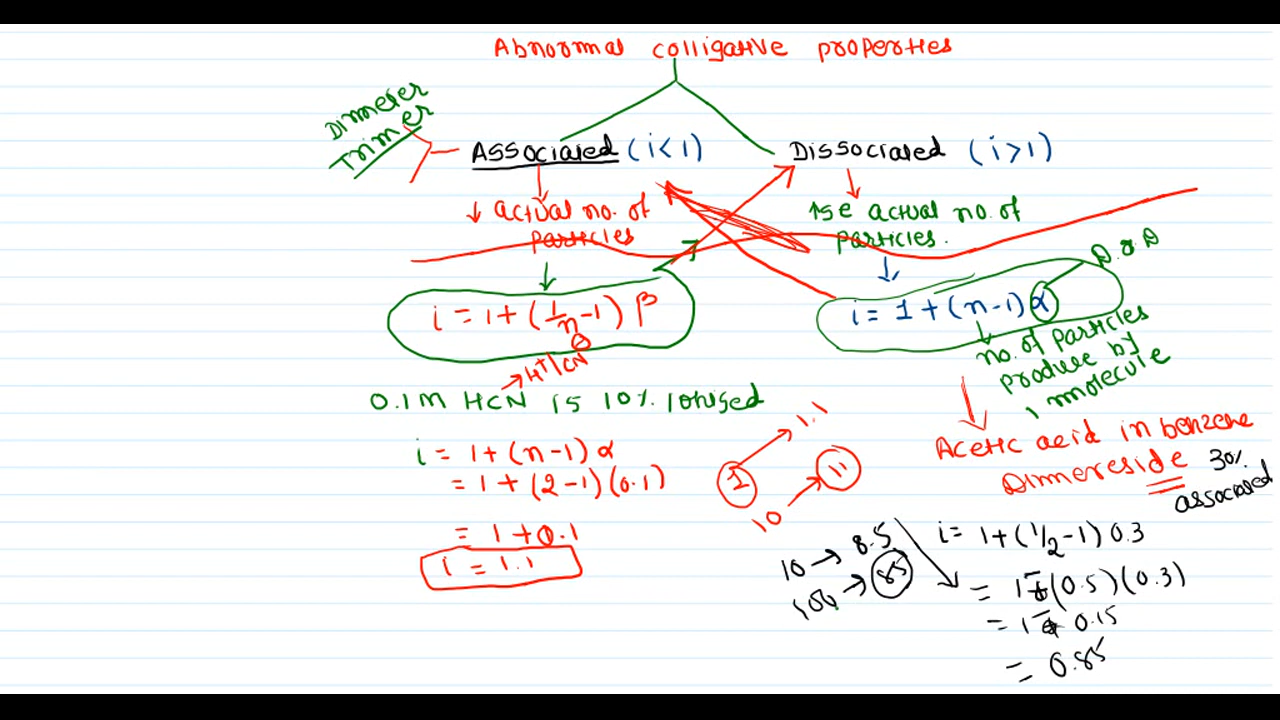 Abnormal colligative properties
Dimeter
Trimer
Associated (i<1)
Dissociated (i>1)
↓ actual no. of
particles
↑se actual no. of
particles.
i = 1 + (1/n - 1) β
i = 1 + (n-1) α
D. of D
no. of particles
produce by
1 molecule
→ H+/CN-
0.1 M HCN is 10% ionised
i = 1 + (n-1) α
= 1 + (2-1)(0.1)
= 1 + 0.1
i = 1.1
1 → 1.1
10 → 11
Acetic acid in benzene
Dimmereside 30%
associated
10 → 8.5
100 → 85
i = 1 + (1/2 - 1) 0.3
= 1 - (0.5)(0.3)
= 1 - 0.15
= 0.85